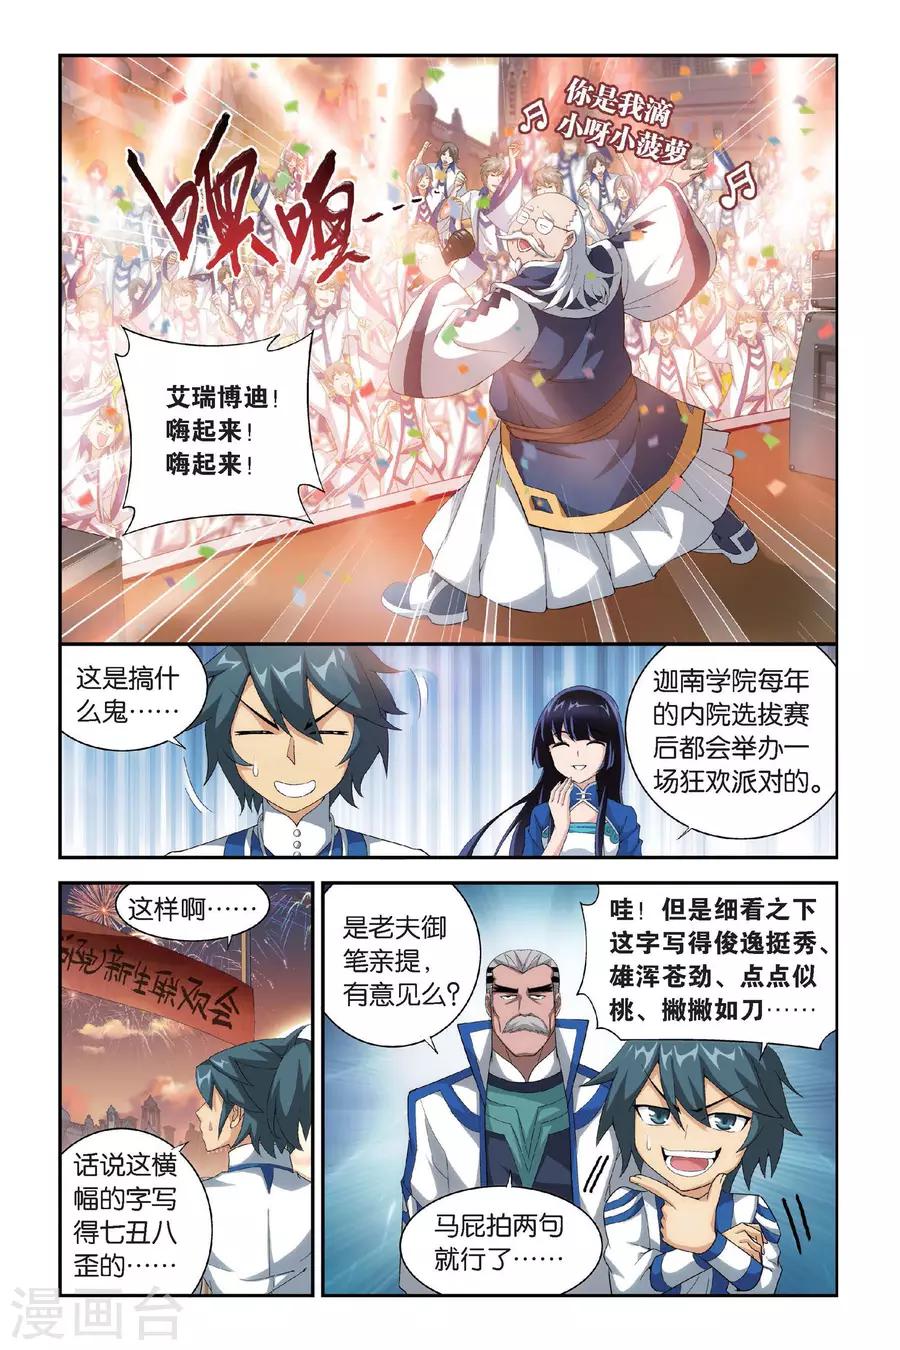 你是我滴
小呀小菠萝
艾瑞博迪！
嗨起来！
嗨起来！
这是搞什
么鬼……
迦南学院每年
的内院选拔赛
后都会举办一
场狂欢派对的。
这样啊……
新生联欢会
话说这横
幅的字写
得七丑八
歪的……
是老夫御
笔亲提，
有意见么？
哇！但是细看之下
这字写得俊逸挺秀、
雄浑苍劲、点点似
桃、撇撇如刀……
马屁拍两句
就行了……
漫画台